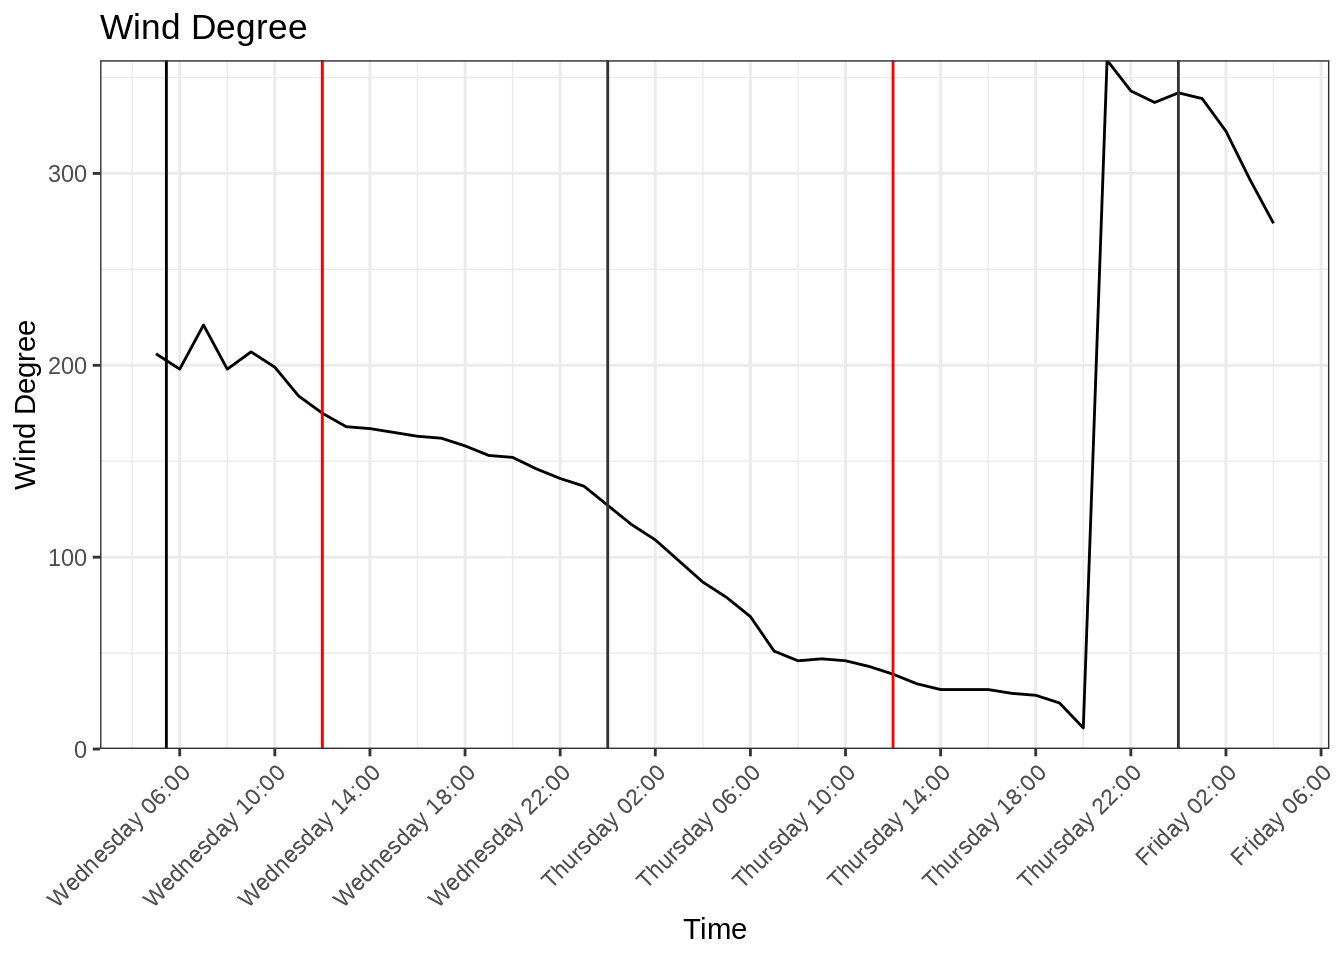 Wind Degree
Wind Degree
300
200
100
0
Wednesday 06:00
Wednesday 10:00
Wednesday 14:00
Wednesday 18:00
Wednesday 22:00
Thursday 02:00
Thursday 06:00
Thursday 10:00
Thursday 14:00
Thursday 18:00
Thursday 22:00
Friday 02:00
Friday 06:00
Time